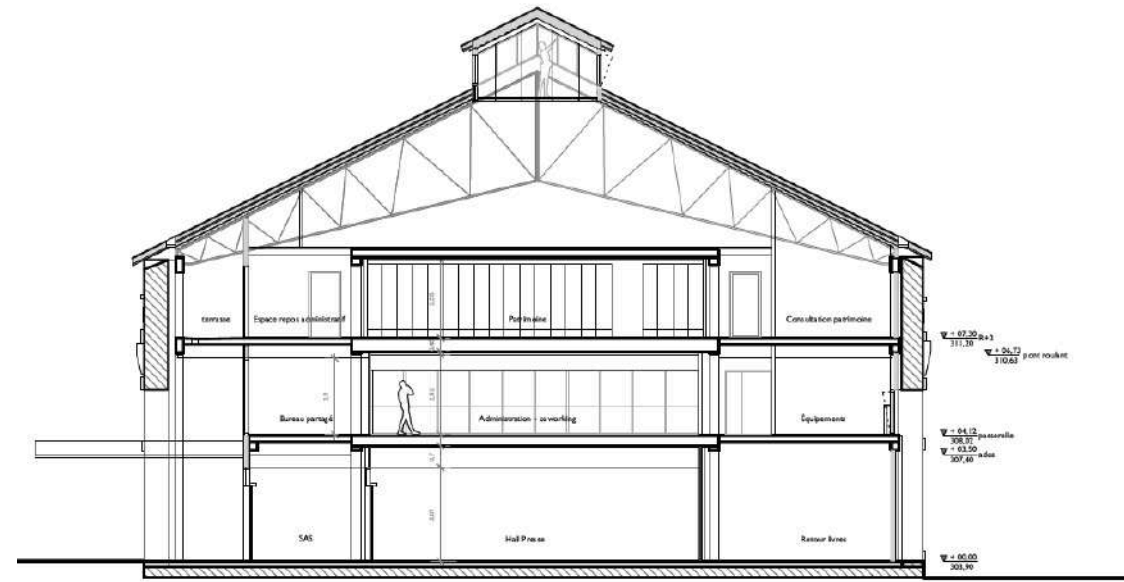 terrasse
Espace repos administratif
Patrimoine
Consultation patrimoine
+ 07,30
311,20
R+2
+ 06,73
310,63
pont roulant
Bureau partagé
Administration - coworking
Équipements
+ 04,12
308,02
passerelle
+ 03,50
307,40
SAS
Hall Presse
Retour livres
+ 00,00
303,90